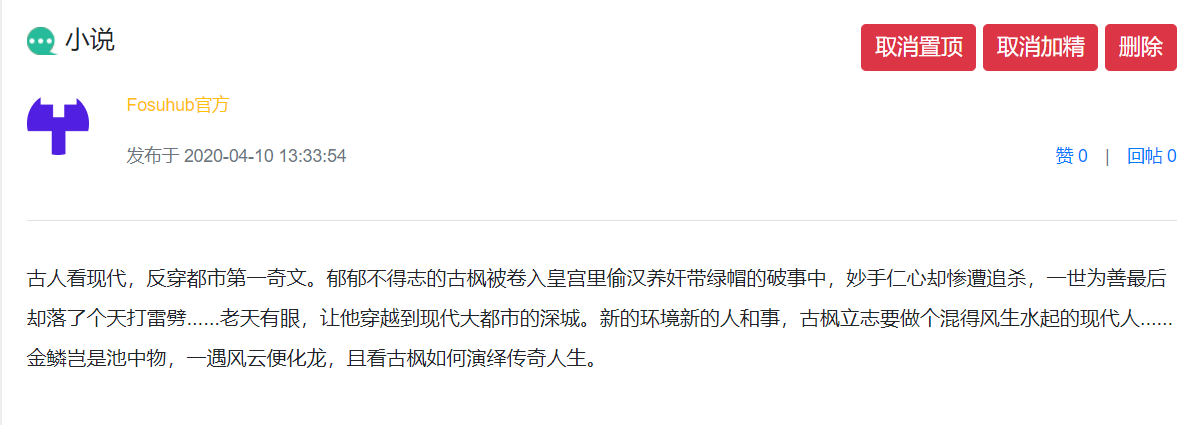 小说
取消置顶 取消加精 删除
Fosuhub官方
发布于 2020-04-10 13:33:54
赞 0 | 回帖 0
古人看现代，反穿都市第一奇文。郁郁不得志的古枫被卷入皇宫里偷汉养奸带绿帽的破事中，妙手仁心却惨遭追杀，一世为善最后
却落了个天打雷劈......老天有眼，让他穿越到现代大都市的深城。新的环境新的人和事，古枫立志要做个混得风生水起的现代人......
金鳞岂是池中物，一遇风云便化龙，且看古枫如何演绎传奇人生。